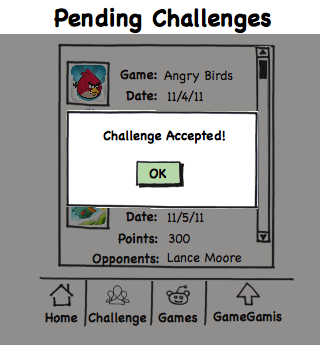 Pending Challenges
Game: Angry Birds
Date: 11/4/11
Challenge Accepted!
OK
Date: 11/5/11
Points: 300
Opponents: Lance Moore
Home Challenge Games GameGamis